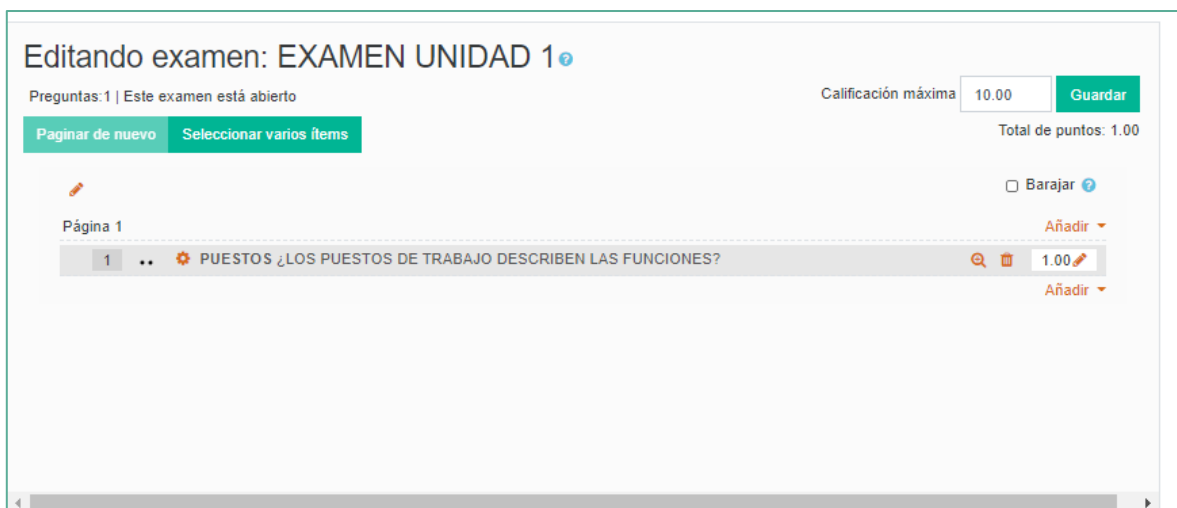 Editando examen: EXAMEN UNIDAD 1
Preguntas:1 | Este examen está abierto
Calificación máxima 10.00 Guardar
Paginar de nuevo Seleccionar varios ítems
Total de puntos: 1.00
Barajar
Página 1
Añadir
1 PUESTOS ¿LOS PUESTOS DE TRABAJO DESCRIBEN LAS FUNCIONES? 1.00
Añadir